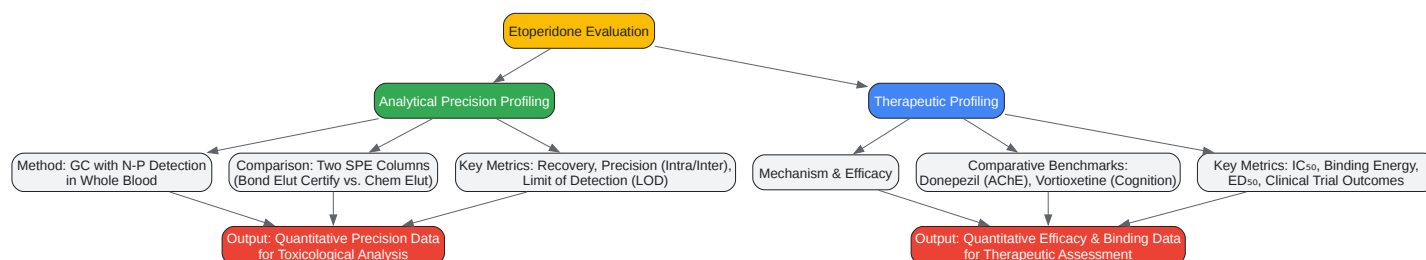 Etoperidone Evaluation
Analytical Precision Profiling
Therapeutic Profiling
Method: GC with N-P Detection
in Whole Blood
Comparison: Two SPE Columns
(Bond Elut Certify vs. Chem Elut)
Key Metrics: Recovery, Precision (Intra/Inter),
Limit of Detection (LOD)
Mechanism & Efficacy
Comparative Benchmarks:
Donepezil (AChE), Vortioxetine (Cognition)
Key Metrics: IC₅₀, Binding Energy,
ED₅₀, Clinical Trial Outcomes
Output: Quantitative Precision Data
for Toxicological Analysis
Output: Quantitative Efficacy & Binding Data
for Therapeutic Assessment